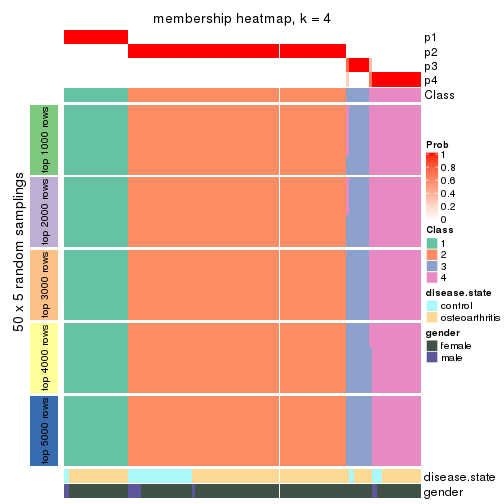 membership heatmap, k = 4
p1
p2
p3
p4
Class
50 x 5 random samplings
top 1000 rows
top 2000 rows
top 3000 rows
top 4000 rows
top 5000 rows
Prob
1
0.8
0.6
0.4
0.2
0
Class
1
2
3
4
disease.state
control
osteoarthritis
gender
female
male
disease.state
gender